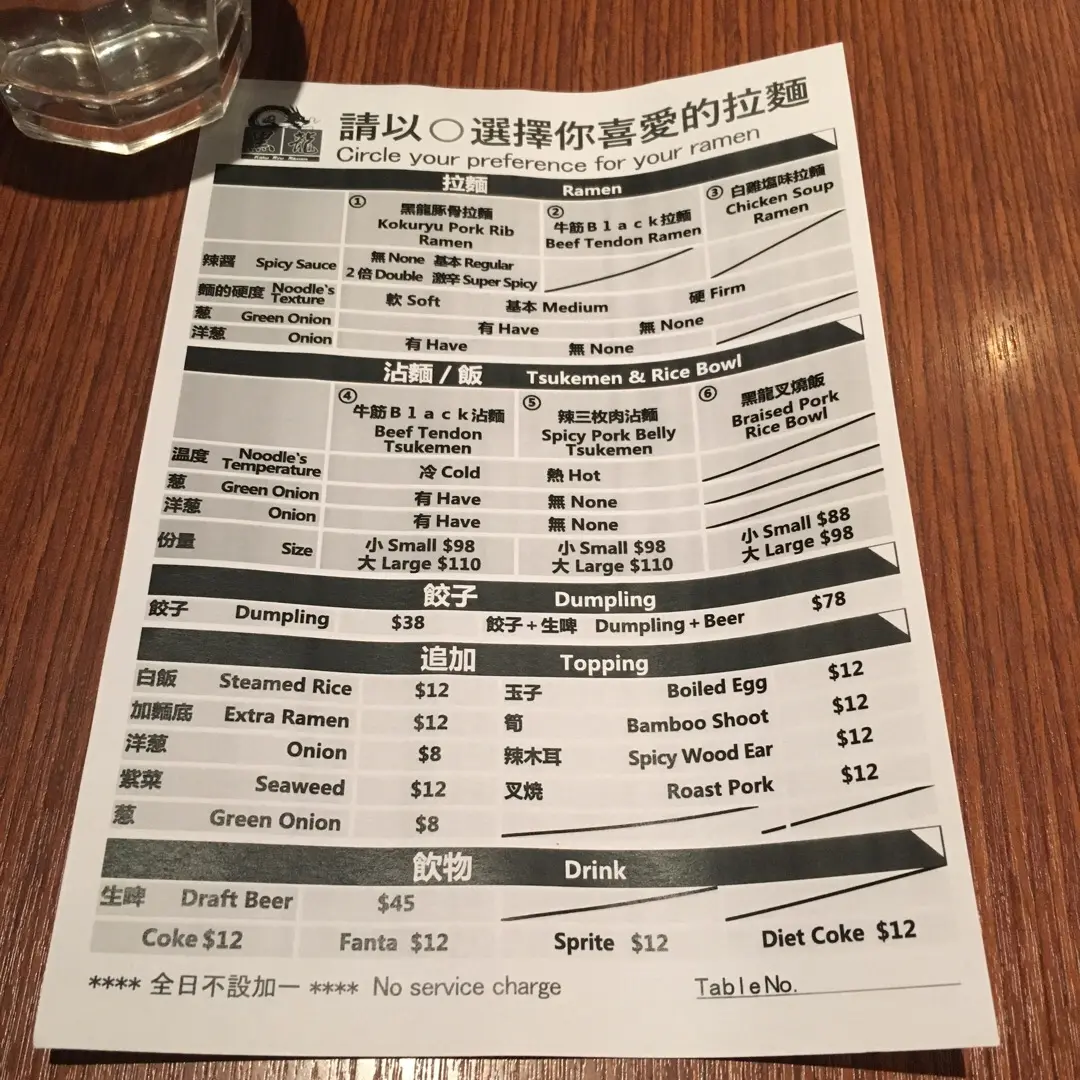 黑龍
Koku Ryu Ramen
請以○選擇你喜愛的拉麵
Circle your preference for your ramen
拉麵 Ramen
① 黑龍豚骨拉麵 Kokuryu Pork Rib Ramen
② 牛筋Black拉麵 Beef Tendon Ramen
③ 白雞塩味拉麵 Chicken Soup Ramen
辣醬 Spicy Sauce 無 None 基本 Regular
2倍 Double 激辛 Super Spicy
麵的硬度 Noodle's Texture 軟 Soft 基本 Medium 硬 Firm
葱 Green Onion 有 Have 無 None
洋葱 Onion 有 Have 無 None
沾麵 / 飯 Tsukemen & Rice Bowl
④ 牛筋Black沾麵 Beef Tendon Tsukemen
⑤ 辣三枚肉沾麵 Spicy Pork Belly Tsukemen
⑥ 黑龍叉燒飯 Braised Pork Rice Bowl
温度 Noodle's Temperature 冷 Cold 熱 Hot
葱 Green Onion 有 Have 無 None
洋葱 Onion 有 Have 無 None
份量 Size 小 Small $98 小 Small $98 小 Small $88
大 Large $110 大 Large $110 大 Large $98
餃子 Dumpling
餃子 Dumpling $38 餃子+生啤 Dumpling + Beer $78
追加 Topping
白飯 Steamed Rice $12 玉子 Boiled Egg $12
加麵底 Extra Ramen $12 筍 Bamboo Shoot $12
洋葱 Onion $8 辣木耳 Spicy Wood Ear $12
紫菜 Seaweed $12 叉燒 Roast Pork $12
葱 Green Onion $8
飲物 Drink
生啤 Draft Beer $45
Coke $12 Fanta $12 Sprite $12 Diet Coke $12
**** 全日不設加一 **** No service charge Table No.